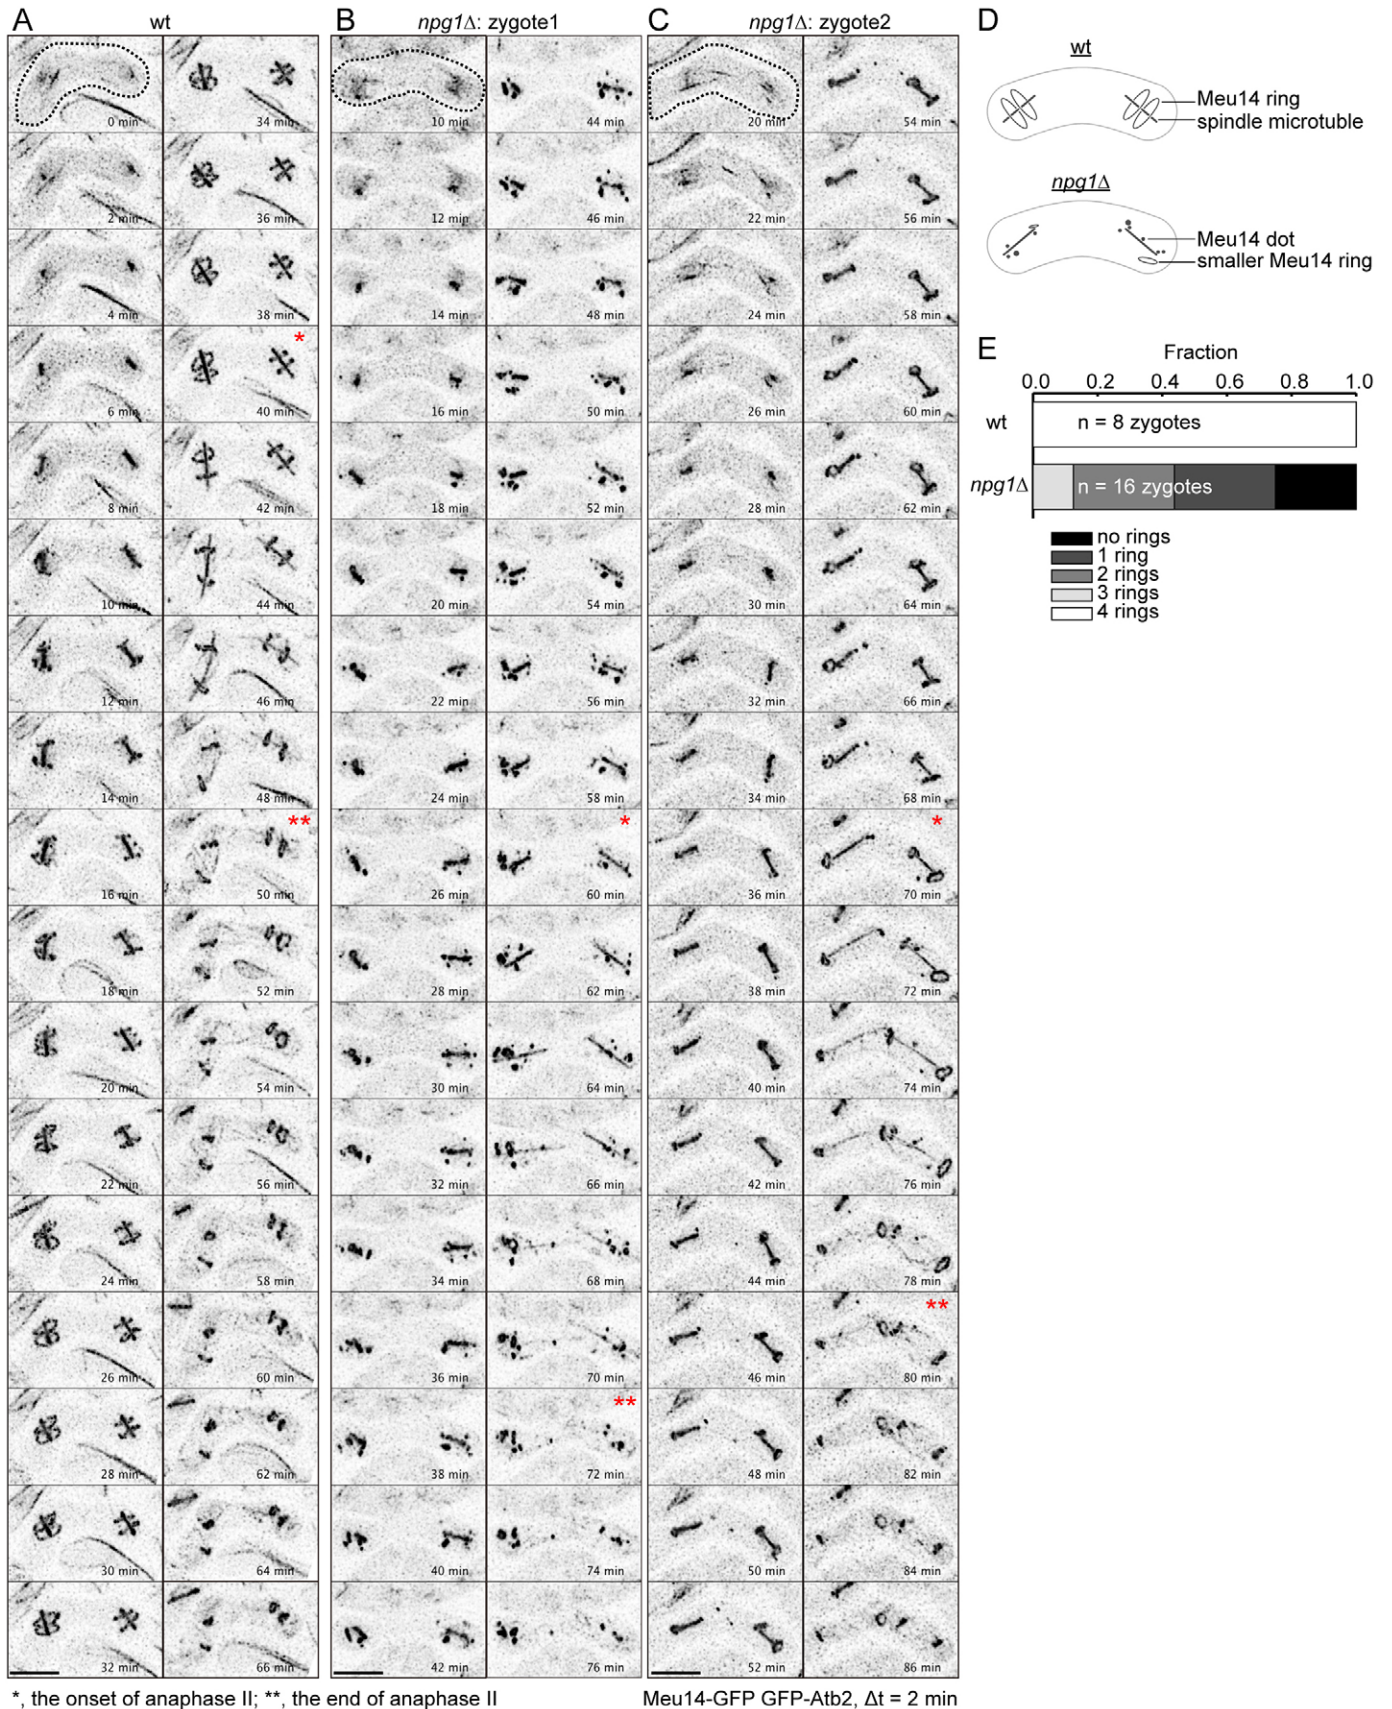 A
wt
0 min
34 min
2 min
36 min
4 min
38 min
*
6 min
40 min
8 min
42 min
10 min
44 min
12 min
46 min
14 min
48 min
**
16 min
50 min
18 min
52 min
20 min
54 min
22 min
56 min
24 min
58 min
26 min
60 min
28 min
62 min
30 min
64 min
32 min
66 min
B
npg1Δ: zygote1
10 min
44 min
12 min
46 min
14 min
48 min
16 min
50 min
18 min
52 min
20 min
54 min
22 min
56 min
24 min
58 min
*
26 min
60 min
28 min
62 min
30 min
64 min
32 min
66 min
34 min
68 min
36 min
70 min
**
38 min
72 min
40 min
74 min
42 min
76 min
C
npg1Δ: zygote2
20 min
54 min
22 min
56 min
24 min
58 min
26 min
60 min
28 min
62 min
30 min
64 min
32 min
66 min
34 min
68 min
*
36 min
70 min
38 min
72 min
40 min
74 min
42 min
76 min
44 min
78 min
**
46 min
80 min
48 min
82 min
50 min
84 min
52 min
86 min
*, the onset of anaphase II; **, the end of anaphase II
Meu14-GFP GFP-Atb2, Δt = 2 min
D
wt
Meu14 ring
spindle microtuble
npg1Δ
Meu14 dot
smaller Meu14 ring
E
Fraction
0.0 0.2 0.4 0.6 0.8 1.0
wt
n = 8 zygotes
npg1Δ
n = 16 zygotes
no rings
1 ring
2 rings
3 rings
4 rings